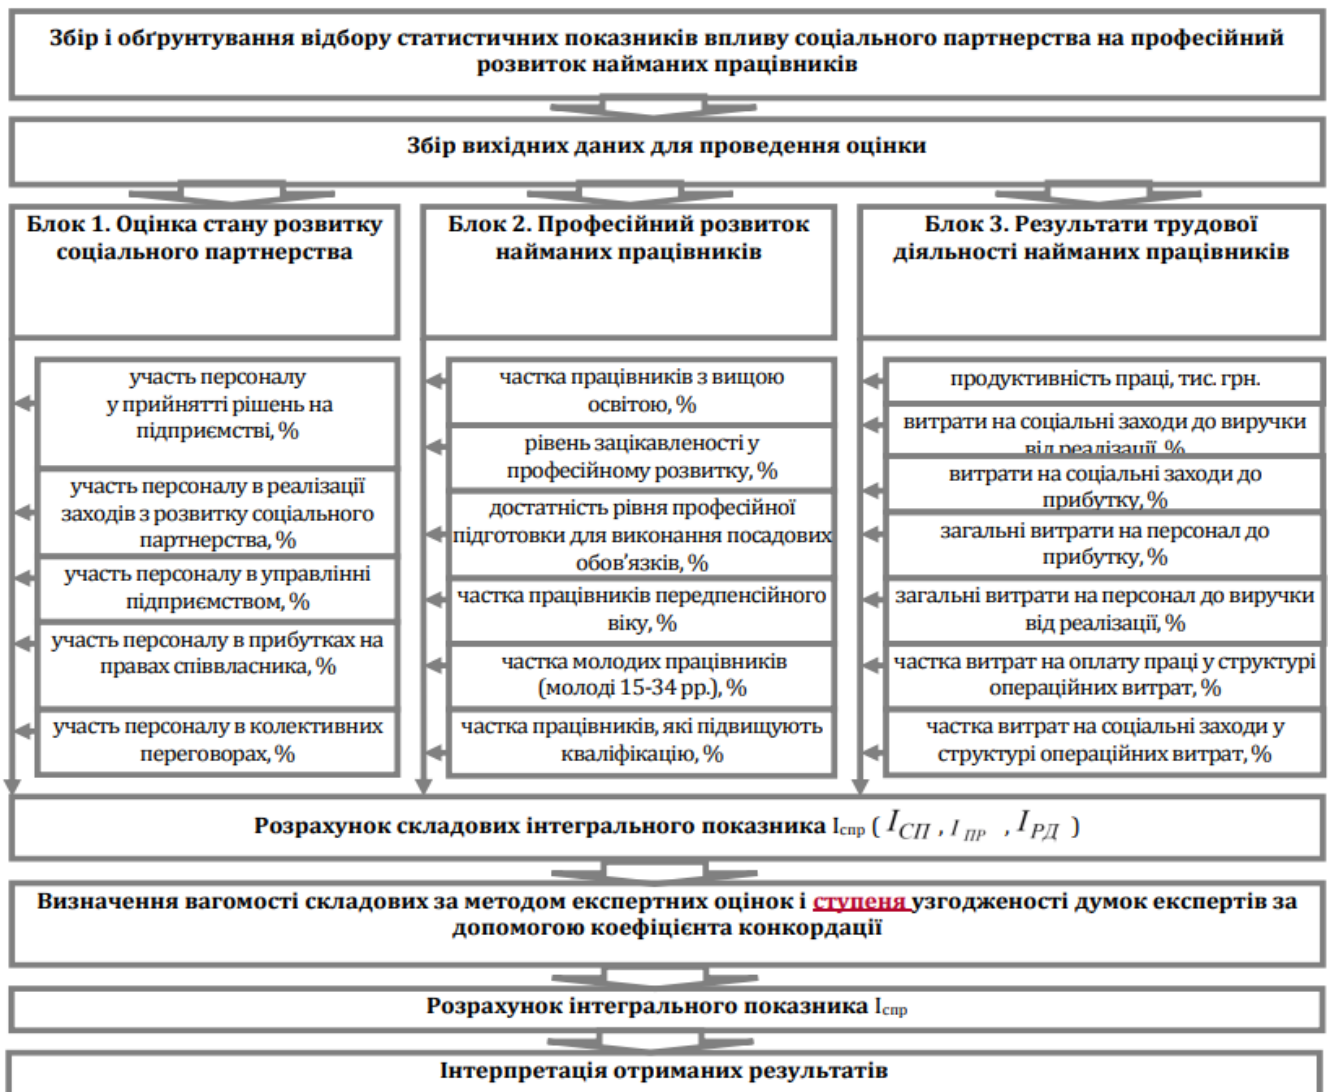 Збір і обґрунтування відбору статистичних показників впливу соціального партнерства на професійний
розвиток найманих працівників
Збір вихідних даних для проведення оцінки
Блок 1. Оцінка стану розвитку
соціального партнерства
участь персоналу
у прийнятті рішень на
підприємстві, %
участь персоналу в реалізації
заходів з розвитку соціального
партнерства, %
участь персоналу в управлінні
підприємством, %
участь персоналу в прибутках на
правах співвласника, %
участь персоналу в колективних
переговорах, %
Блок 2. Професійний розвиток
найманих працівників
частка працівників з вищою
освітою, %
рівень зацікавленості у
професійному розвитку, %
достатність рівня професійної
підготовки для виконання посадових
обов’язків, %
частка працівників передпенсійного
віку, %
частка молодих працівників
(молоді 15-34 рр.), %
частка працівників, які підвищують
кваліфікацію, %
Блок 3. Результати трудової
діяльності найманих працівників
продуктивність праці, тис. грн.
витрати на соціальні заходи до виручки
від реалізації, %
витрати на соціальні заходи до
прибутку, %
загальні витрати на персонал до
прибутку, %
загальні витрати на персонал до виручки
від реалізації, %
частка витрат на оплату праці у структурі
операційних витрат, %
частка витрат на соціальні заходи у
структурі операційних витрат, %
Розрахунок складових інтегрального показника Iспр ( IСП , I ПР , IРД )
Визначення вагомості складових за методом експертних оцінок і ступеня узгодженості думок експертів за
допомогою коефіцієнта конкордації
Розрахунок інтегрального показника Iспр
Інтерпретація отриманих результатів